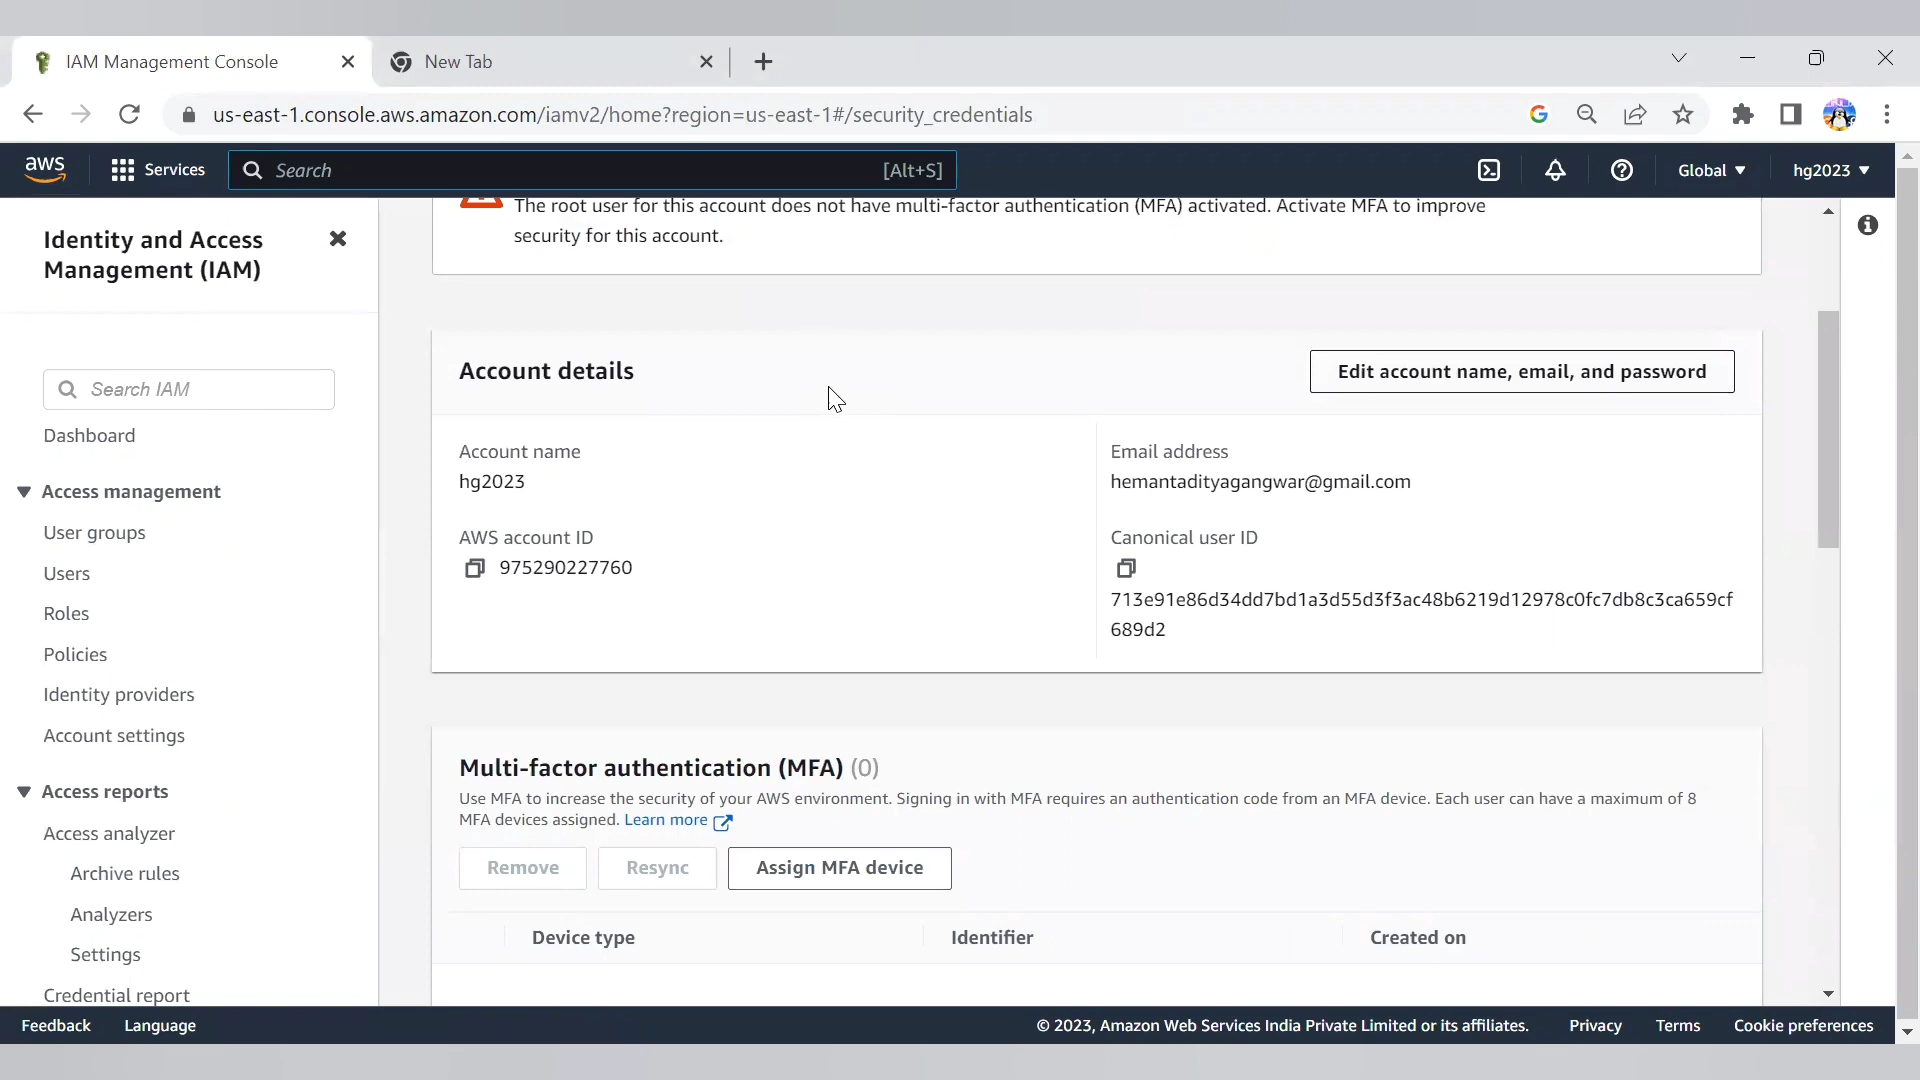 IAM Management Console
New Tab
us-east-1.console.aws.amazon.com/iamv2/home?region=us-east-1#/security_credentials
aws
Services
Search
[Alt+S]
Global
hg2023
Identity and Access
Management (IAM)
Search IAM
Dashboard
Access management
User groups
Users
Roles
Policies
Identity providers
Account settings
Access reports
Access analyzer
Archive rules
Analyzers
Settings
Credential report
The root user for this account does not have multi-factor authentication (MFA) activated. Activate MFA to improve
security for this account.
Account details
Edit account name, email, and password
Account name
hg2023
Email address
hemantadityagangwar@gmail.com
AWS account ID
975290227760
Canonical user ID
713e91e86d34dd7bd1a3d55d3f3ac48b6219d12978c0fc7db8c3ca659cf
689d2
Multi-factor authentication (MFA) (0)
Use MFA to increase the security of your AWS environment. Signing in with MFA requires an authentication code from an MFA device. Each user can have a maximum of 8
MFA devices assigned. Learn more
Remove
Resync
Assign MFA device
Device type
Identifier
Created on
Feedback
Language
© 2023, Amazon Web Services India Private Limited or its affiliates.
Privacy
Terms
Cookie preferences